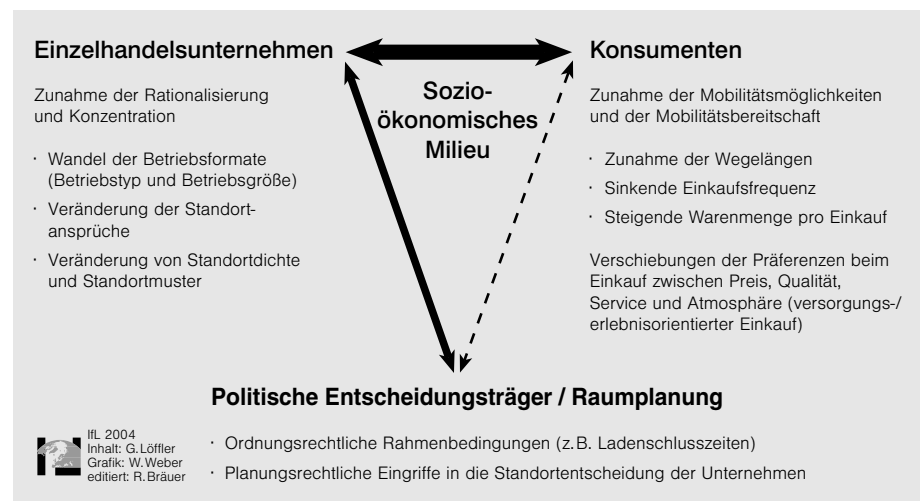 Einzelhandelsunternehmen
Zunahme der Rationalisierung
und Konzentration
· Wandel der Betriebsformate
(Betriebstyp und Betriebsgröße)
· Veränderung der Standort-
ansprüche
· Veränderung von Standortdichte
und Standortmuster
Sozio-
ökonomisches
Milieu
Konsumenten
Zunahme der Mobilitätsmöglichkeiten
und der Mobilitätsbereitschaft
· Zunahme der Wegelängen
· Sinkende Einkaufsfrequenz
· Steigende Warenmenge pro Einkauf
Verschiebungen der Präferenzen beim
Einkauf zwischen Preis, Qualität,
Service und Atmosphäre (versorgungs-/
erlebnisorientierter Einkauf)
Politische Entscheidungsträger / Raumplanung
· Ordnungsrechtliche Rahmenbedingungen (z.B. Ladenschlusszeiten)
· Planungsrechtliche Eingriffe in die Standortentscheidung der Unternehmen
IfL 2004
Inhalt: G.Löffler
Grafik: W.Weber
editiert: R.Bräuer